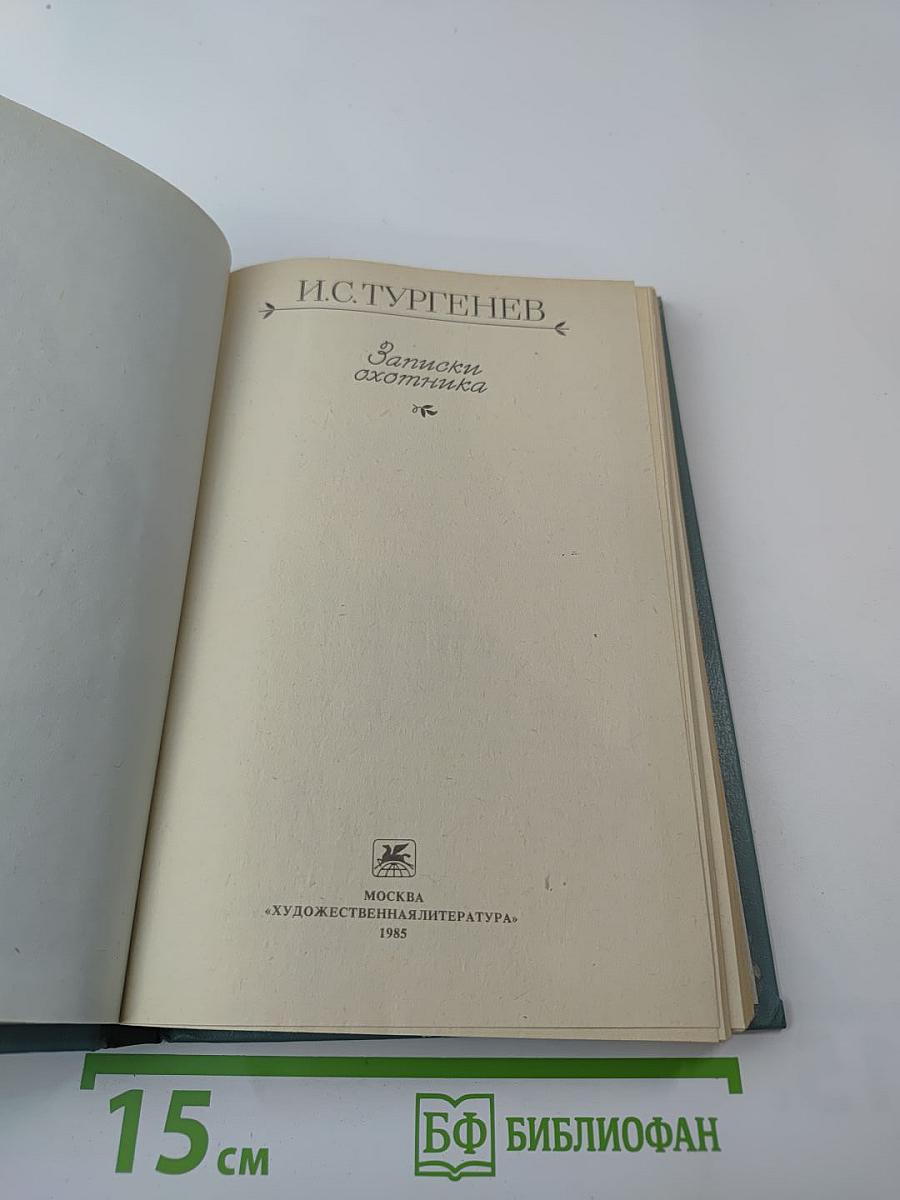 И.С.ТУРГЕНЕВ
Записки
охотника
МОСКВА
«ХУДОЖЕСТВЕННАЯЛИТЕРАТУРА»
1985
15 см
БФ БИБЛИОФАН